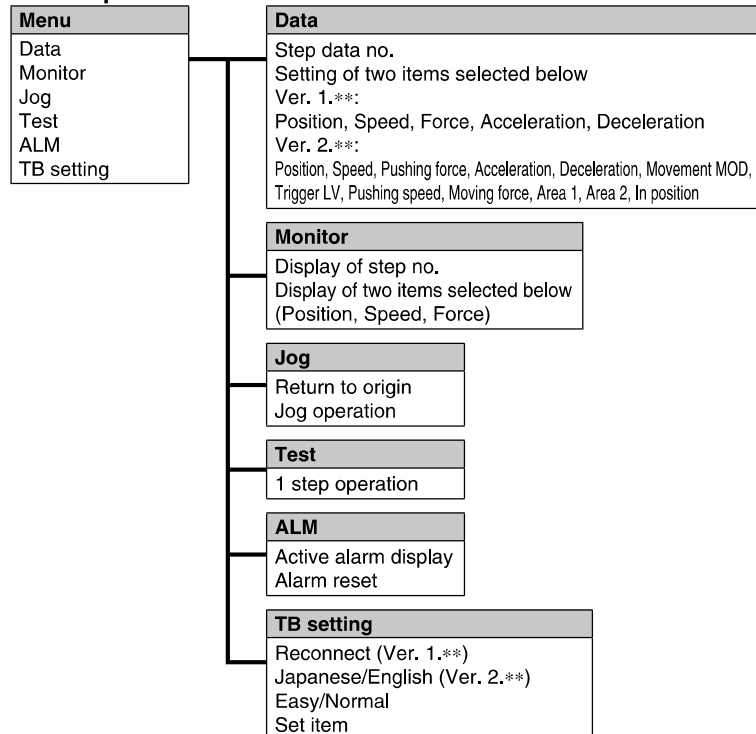 Menu
Data
Monitor
Jog
Test
ALM
TB setting
Data
Step data no.
Setting of two items selected below
Ver. 1.**:
Position, Speed, Force, Acceleration, Deceleration
Ver. 2.**:
Position, Speed, Pushing force, Acceleration, Deceleration, Movement MOD,
Trigger LV, Pushing speed, Moving force, Area 1, Area 2, In position
Monitor
Display of step no.
Display of two items selected below
(Position, Speed, Force)
Jog
Return to origin
Jog operation
Test
1 step operation
ALM
Active alarm display
Alarm reset
TB setting
Reconnect (Ver. 1.**)
Japanese/English (Ver. 2.**)
Easy/Normal
Set item